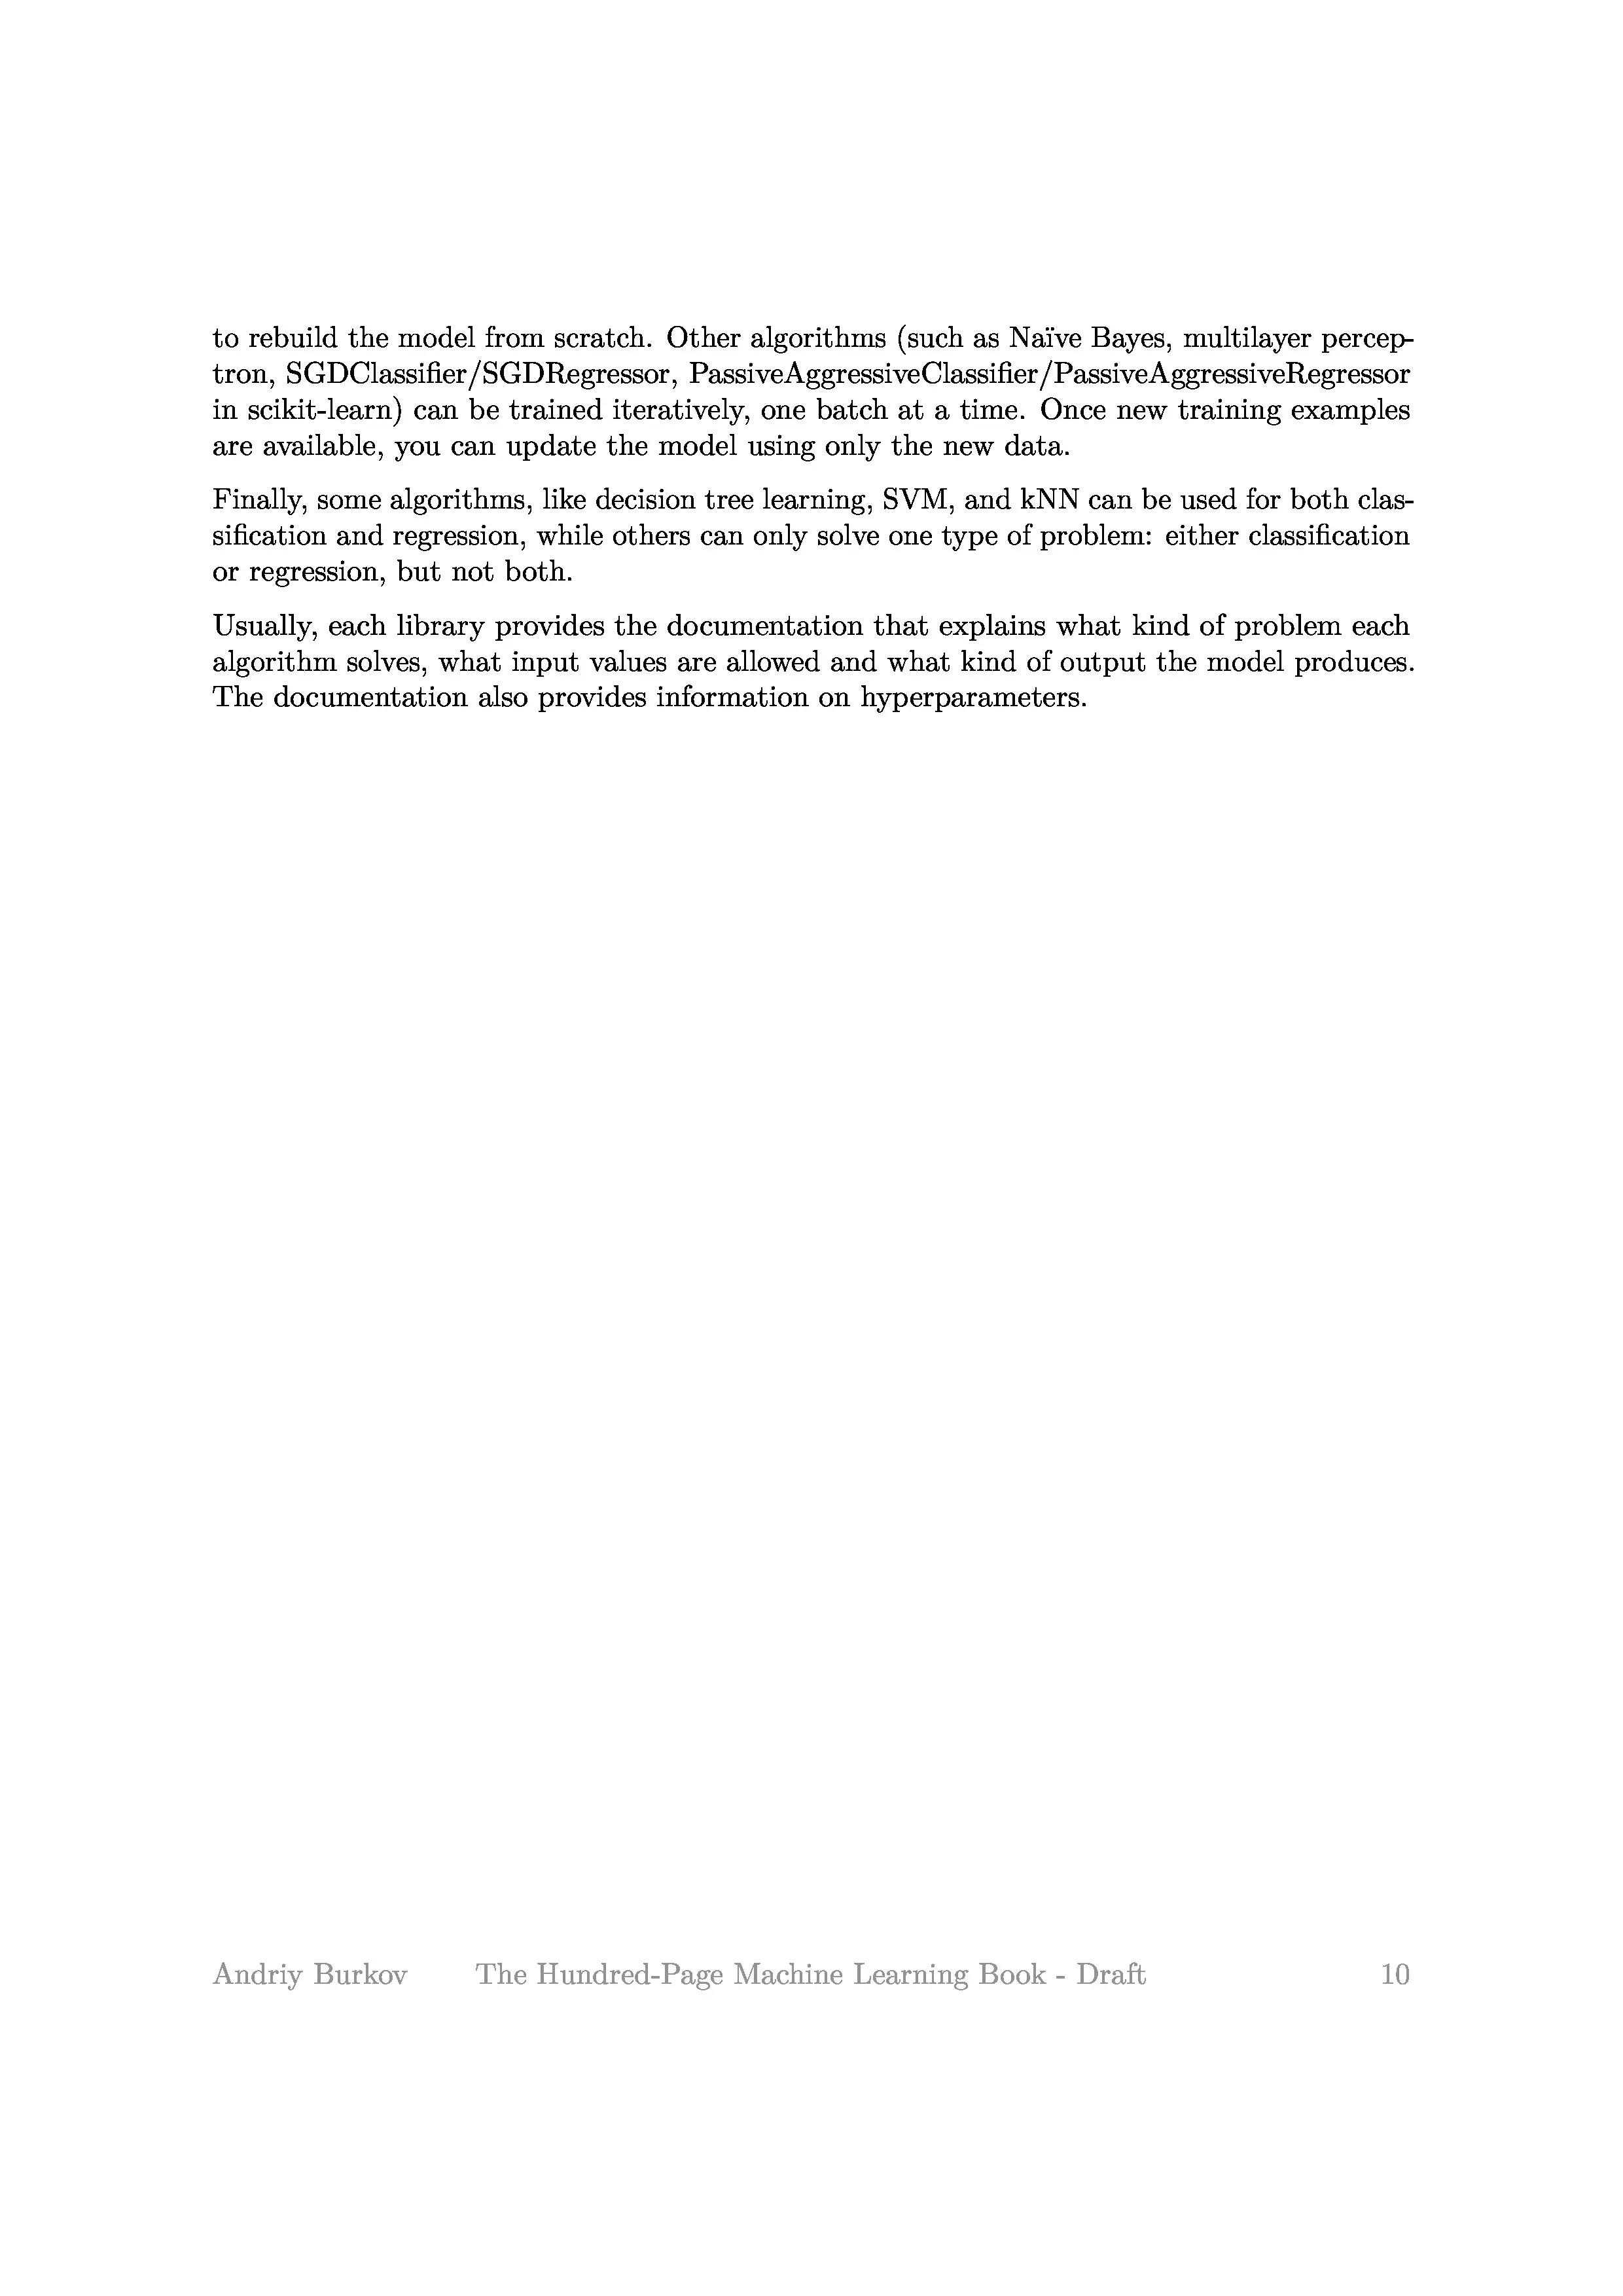 to rebuild the model from scratch. Other algorithms (such as Naïve Bayes, multilayer percep-
tron, SGDClassifier/SGDRegressor, PassiveAggressiveClassifier/PassiveAggressiveRegressor
in scikit-learn) can be trained iteratively, one batch at a time. Once new training examples
are available, you can update the model using only the new data.
Finally, some algorithms, like decision tree learning, SVM, and kNN can be used for both clas-
sification and regression, while others can only solve one type of problem: either classification
or regression, but not both.
Usually, each library provides the documentation that explains what kind of problem each
algorithm solves, what input values are allowed and what kind of output the model produces.
The documentation also provides information on hyperparameters.
Andriy Burkov The Hundred-Page Machine Learning Book - Draft 10